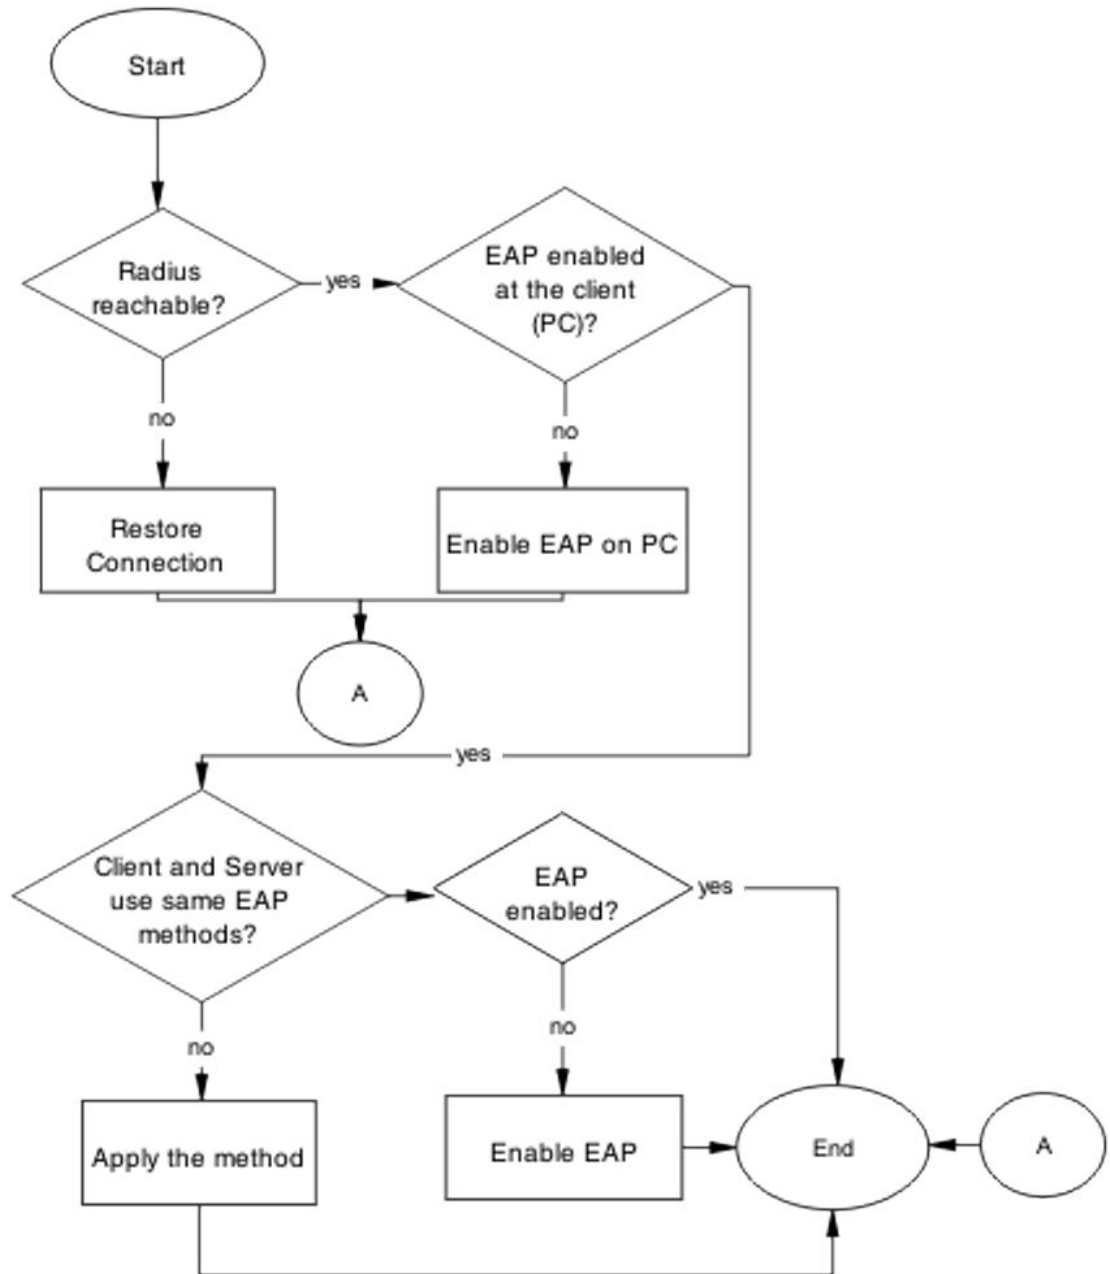 Start
Radius
reachable?
yes
EAP enabled
at the client
(PC)?
no
no
Restore
Connection
Enable EAP on PC
A
yes
Client and Server
use same EAP
methods?
EAP
enabled?
yes
no
no
Apply the method
Enable EAP
End
A